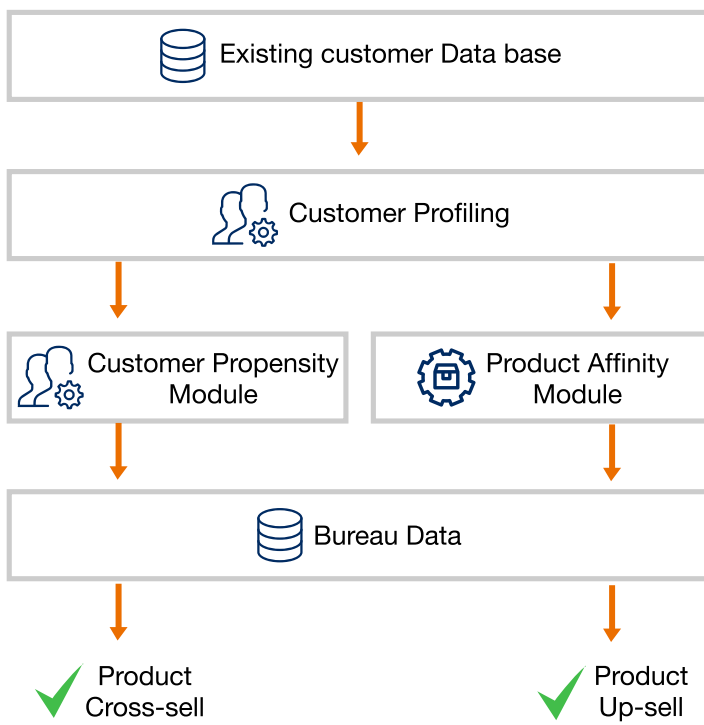 Existing customer Data base
Customer Profiling
Customer Propensity
Module
Product Affinity
Module
Bureau Data
Product
Cross-sell
Product
Up-sell